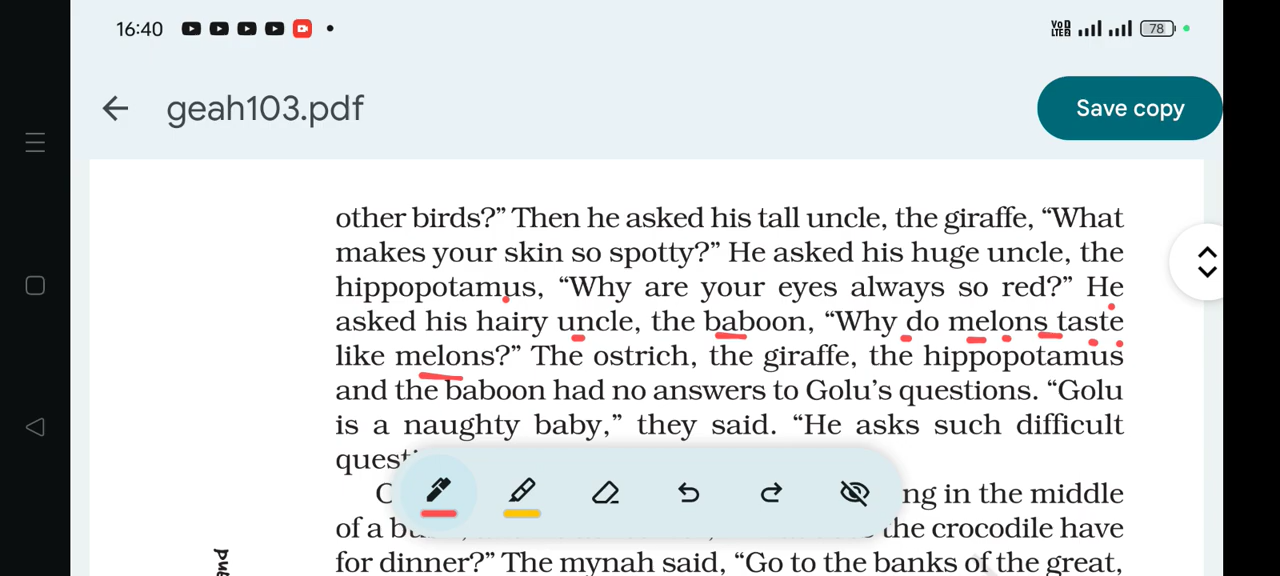 16:40
VoD LTE2 78
geah103.pdf
Save copy
other birds?” Then he asked his tall uncle, the giraffe, “What
makes your skin so spotty?” He asked his huge uncle, the
hippopotamus, “Why are your eyes always so red?” He
asked his hairy uncle, the baboon, “Why do melons taste
like melons?” The ostrich, the giraffe, the hippopotamus
and the baboon had no answers to Golu’s questions. “Golu
is a naughty baby,” they said. “He asks such difficult
ng in the middle
of a the crocodile have
for dinner?” The mynah said, “Go to the banks of the great,